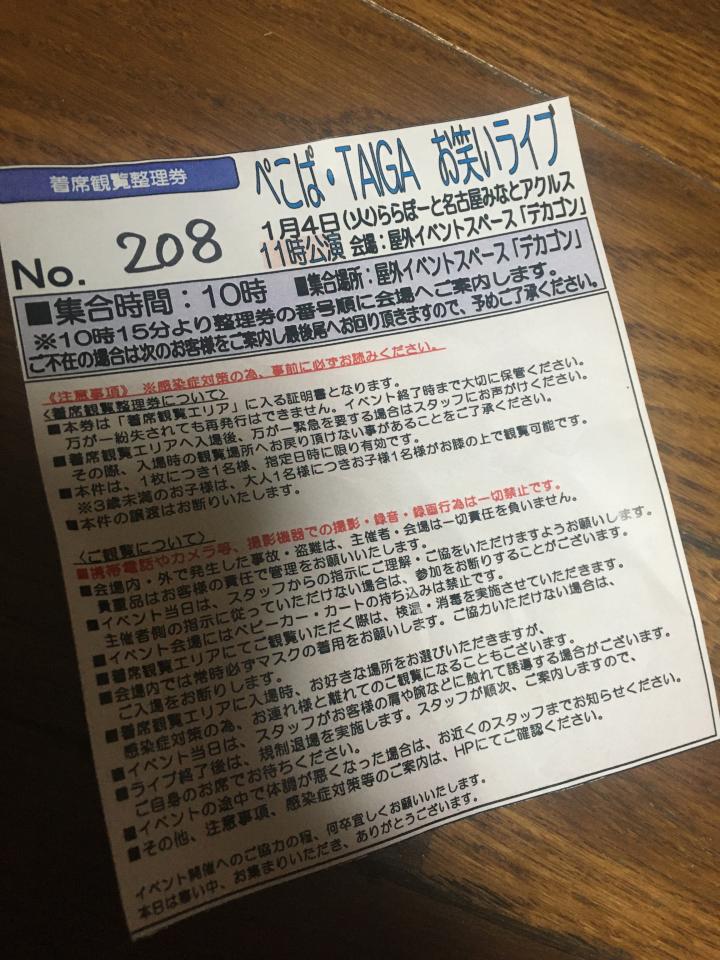 着席観覧整理券
ぺこぱ・TAIGA お笑いライブ
No. 208
1月4日(火)ららぽーと名古屋みなとアクルス
11時公演 会場：屋外イベントスペース「デカゴン」
■集合時間：10時 ■集合場所：屋外イベントスペース「デカゴン」
※10時15分より整理券の番号順に会場へご案内します。
ご不在の場合は次のお客様をご案内し最後尾へお回り頂きますので、予めご了承ください。
《注意事項》 ※感染症対策の為、事前に必ずお読みください。
<着席観覧整理券について>
■本券は「着席観覧エリア」に入る証明書となります。
万が一紛失されても再発行はできません。イベント終了時まで大切に保管ください。
■着席観覧エリアへ入場後、万が一緊急を要する場合はスタッフにお声がけください。
その際、入場時の観覧場所へお戻り頂けない事があることをご了承ください。
■本件は、1枚につき1名様、指定日時に限り有効です。
※3歳未満のお子様は、大人1名様につきお子様1名様がお膝の上で観覧可能です。
■本件の譲渡はお断りいたします。
<ご観覧について>
■携帯電話やカメラ等、撮影機器での撮影・録音・録画行為は一切禁止です。
■会場内・外で発生した事故・盗難は、主催者・会場は一切責任を負いません。
貴重品はお客様の責任で管理をお願いいたします。
■イベント当日は、スタッフからの指示にご理解・ご協をいただけますようお願いします。
主催者側の指示に従っていただけない場合は、参加をお断りすることがございます。
■イベント会場にはベビーカー・カートの持ち込みは禁止です。
■着席観覧エリアにてご観覧いただく際は、検温・消毒を実施させていただきます。
■会場内では常時必ずマスクの着用をお願いします。ご協力いただけない場合は、
ご入場をお断りします。
■着席観覧エリアに入場時、お好きな場所をお選びいただきますが、
感染症対策の為、お連れ様と離れてのご観覧になることもございます。
■イベント当日は、スタッフがお客様の肩や腕などに触れて誘導する場合がございます。
■ライブ終了後は、規制退場を実施します。スタッフが順次、ご案内しますので、
ご自身のお席でお待ちください。
■イベントの途中で体調が悪くなった場合は、お近くのスタッフまでお知らせください。
■その他、注意事項、感染症対策等のご案内は、HPにてご確認ください。
イベント開催へのご協力の程、何卒宜しくお願いいたします。
本日は寒い中、お集まりいただき、ありがとうございます。